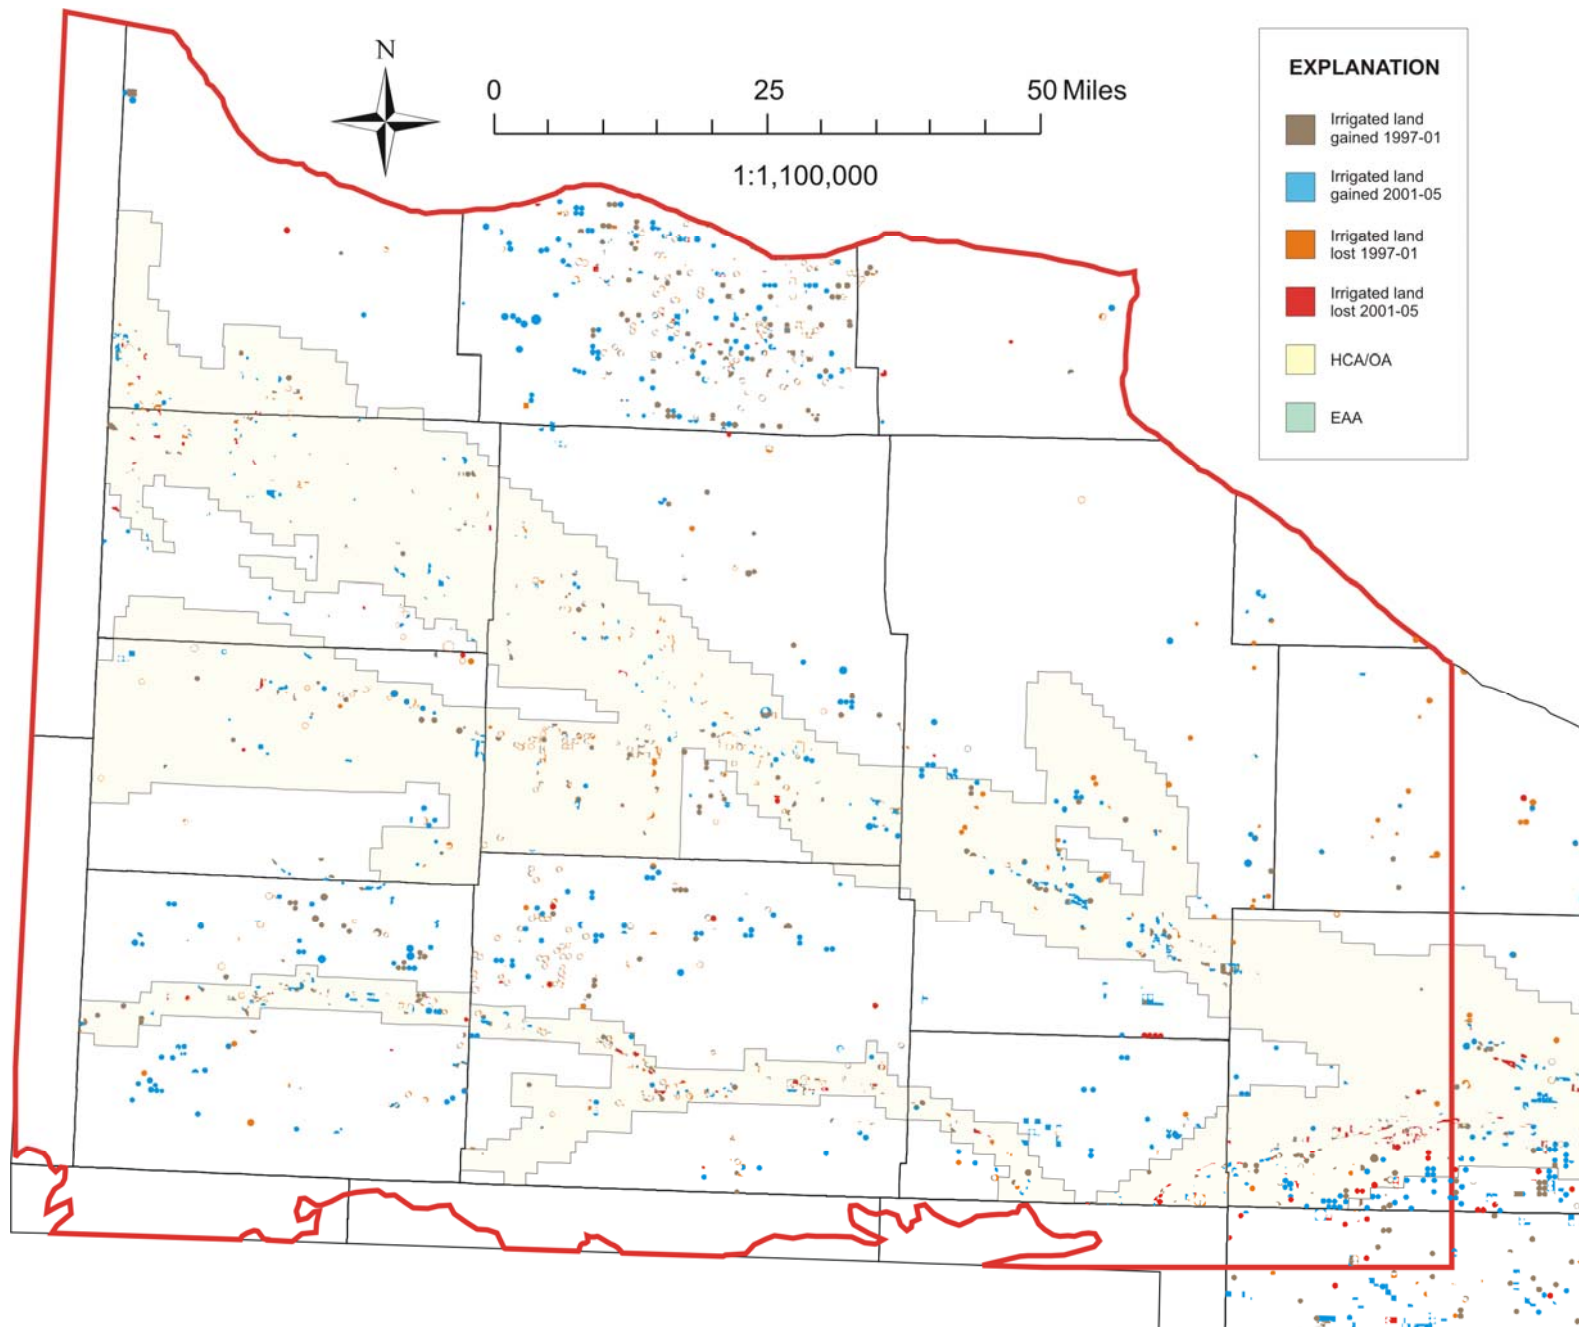 N
0 25 50 Miles
1:1,100,000
EXPLANATION
Irrigated land
gained 1997-01
Irrigated land
gained 2001-05
Irrigated land
lost 1997-01
Irrigated land
lost 2001-05
HCA/OA
EAA